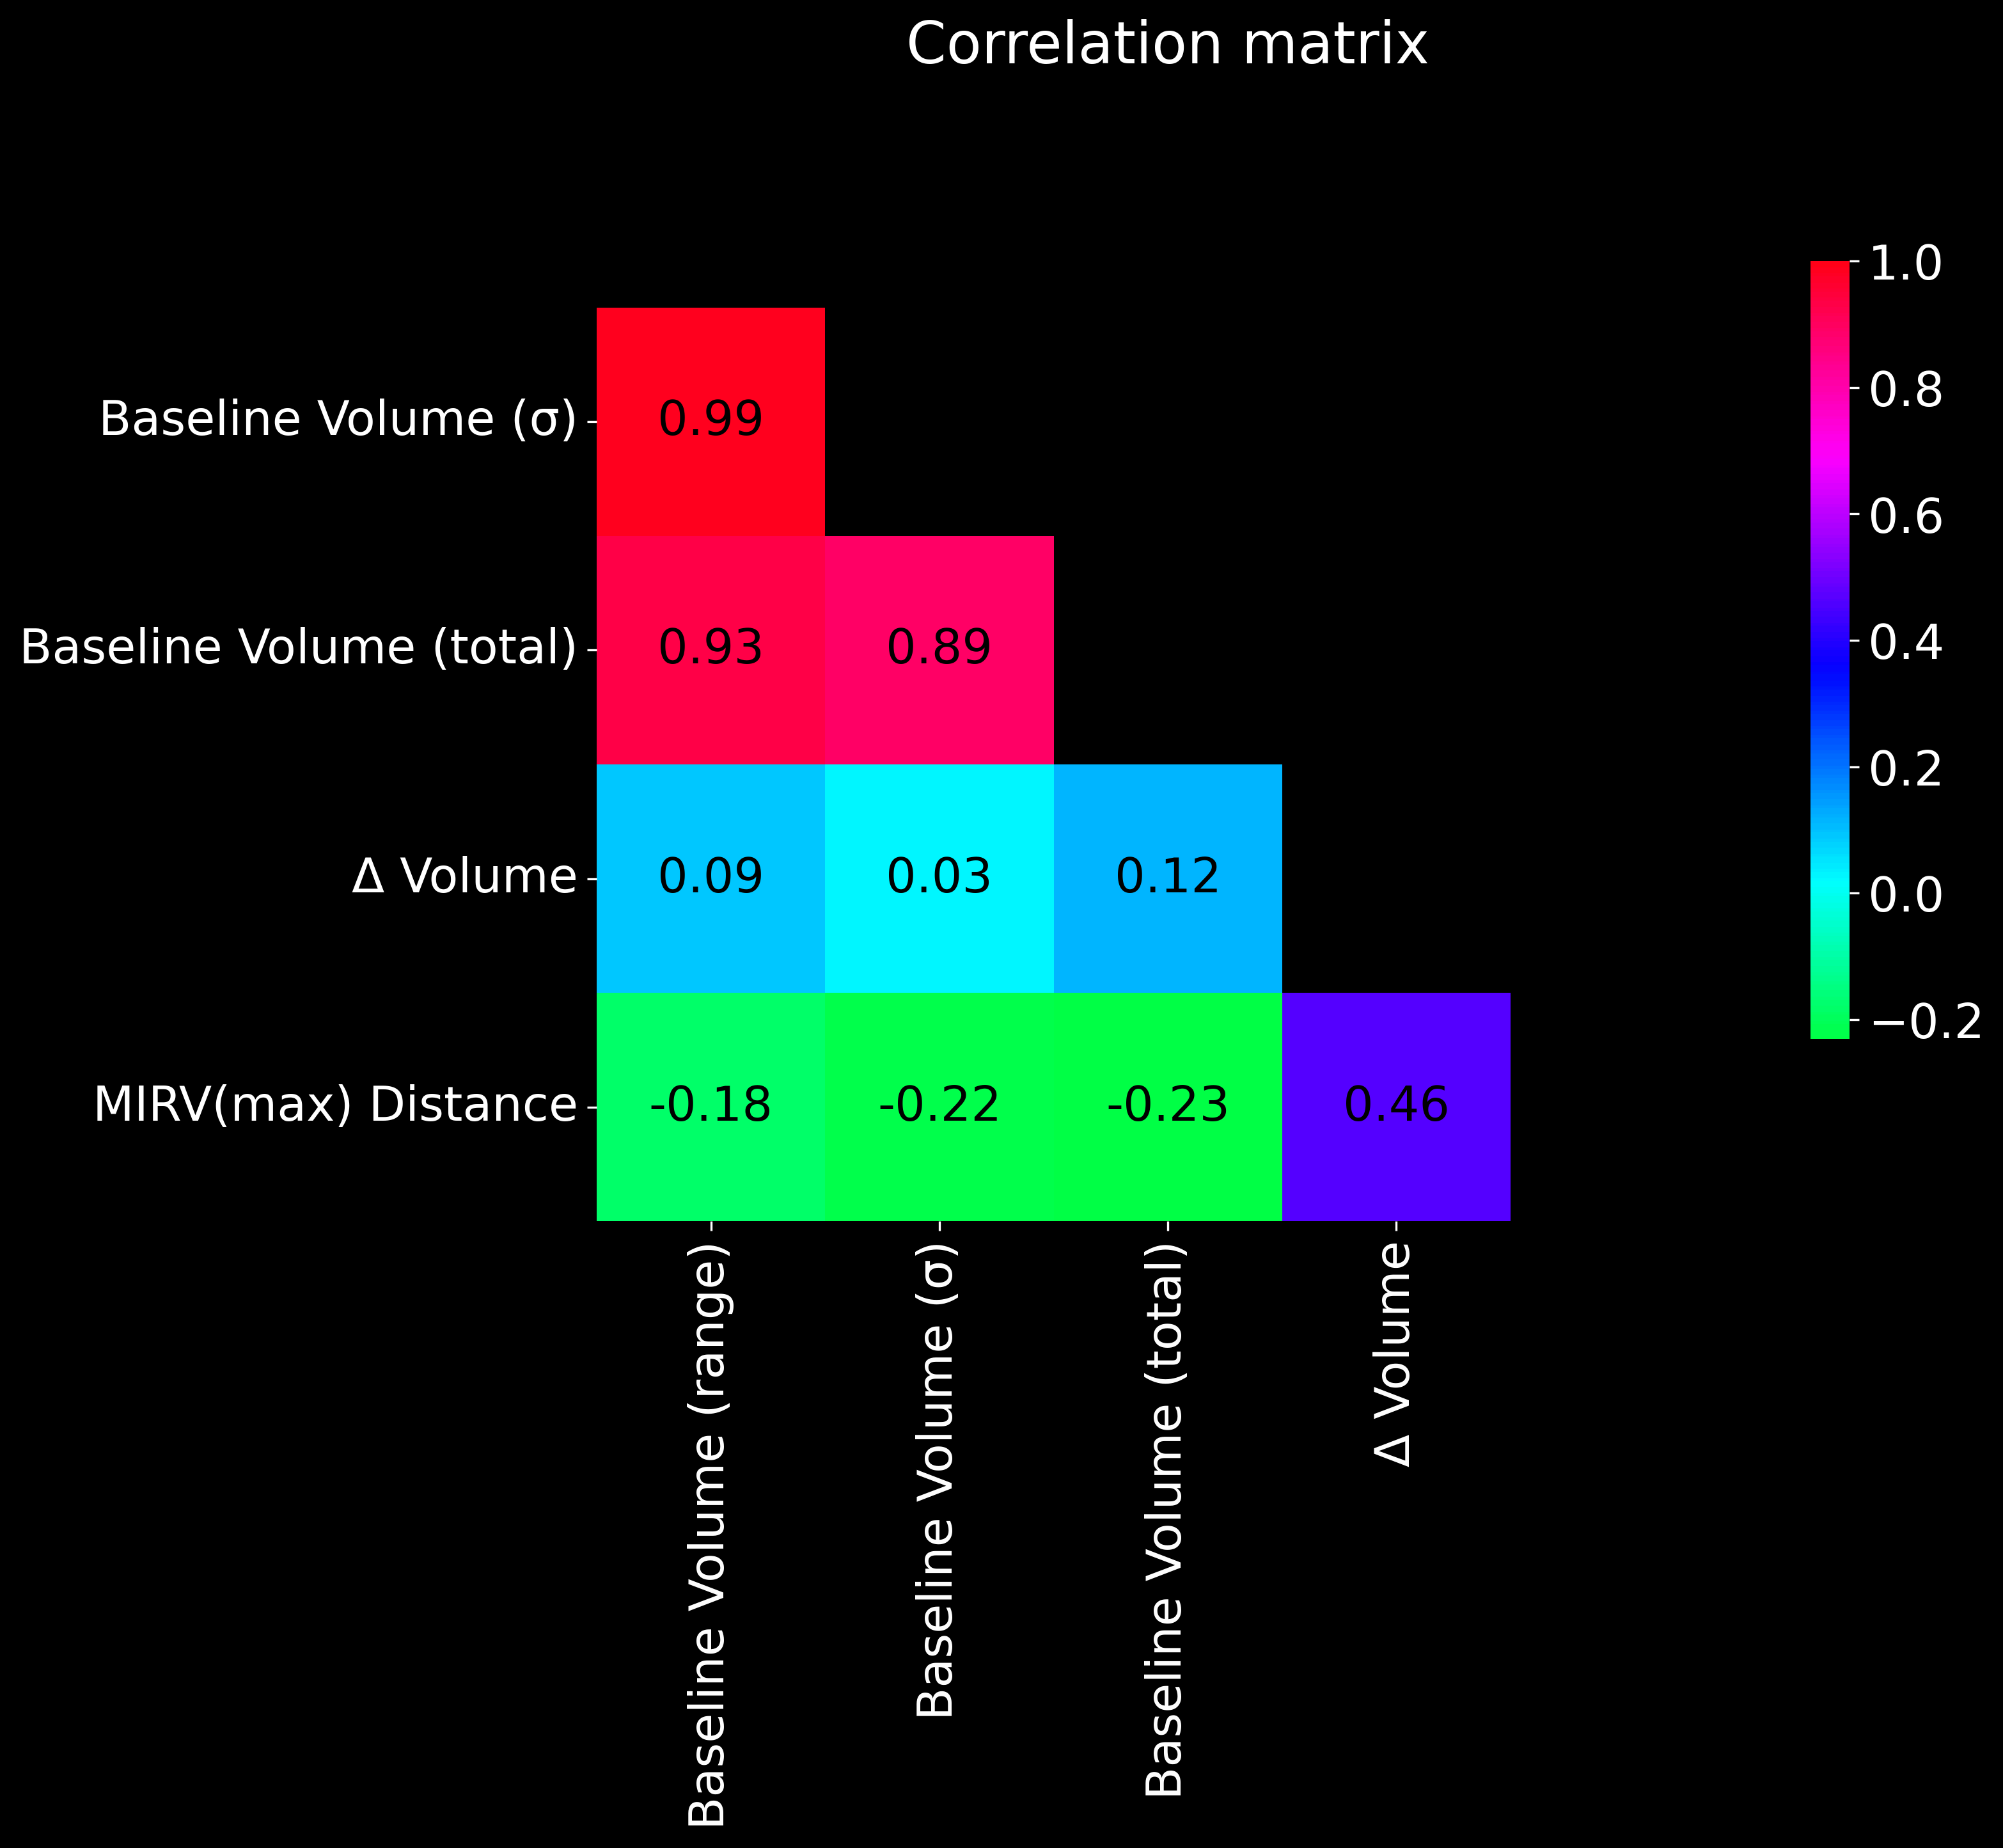 Correlation matrix
Baseline Volume (σ)
0.99
Baseline Volume (total)
0.93 0.89
Δ Volume
0.09 0.03 0.12
MIRV(max) Distance
-0.18 -0.22 -0.23 0.46
Baseline Volume (range)
Baseline Volume (σ)
Baseline Volume (total)
Δ Volume
1.0
0.8
0.6
0.4
0.2
0.0
−0.2